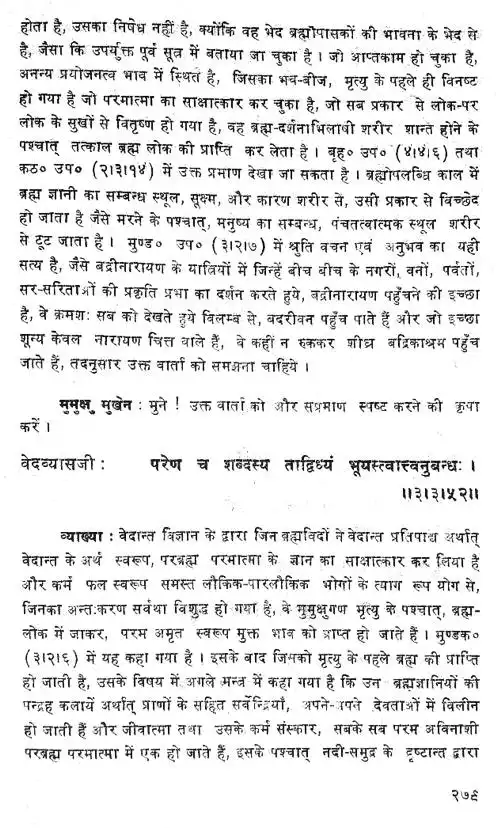 होता है, उसका निषेध नहीं है, क्योंकि वह भेद ब्रह्मोपासकों की भावना के भेद से
है, जैसा कि उपर्युक्त पूर्व सूत्र में बताया जा चुका है । जो आप्तकाम हो चुका है,
अनन्य प्रयोजनत्व भाव में स्थित है, जिसका भव-बीज, मृत्यु के पहले ही विनष्ट
हो गया है जो परमात्मा का साक्षात्कार कर चुका है, जो सब प्रकार से लोक-पर
लोक के सुखों से वितृष्ण हो गया है, वह ब्रह्म-दर्शनाभिलाषी शरीर शान्त होने के
पश्चात् तत्काल ब्रह्म लोक की प्राप्ति कर लेता है । बृह० उप० (४।४।६) तथा
कठ० उप० (२।३।१४) में उक्त प्रमाण देखा जा सकता है । ब्रह्मोपलब्धि काल में
ब्रह्म ज्ञानी का सम्बन्ध स्थूल, सूक्ष्म, और कारण शरीर से, उसी प्रकार से विच्छेद
हो जाता है जैसे मरने के पश्चात्, मनुष्य का सम्बन्ध, पंचतत्वात्मक स्थूल शरीर
से टूट जाता है । मुण्ड० उप० (३।२।७) में श्रुति वचन एवं अनुभव का यही
सत्य है, जैसे बद्रीनारायण के यात्रियों में जिन्हें बीच बीच के नगरों, वनों, पर्वतों,
सर-सरिताओं की प्रकृति प्रभा का दर्शन करते हुये, बद्रीनारायण पहुँचने की इच्छा
है, वे क्रमशः सब को देखते हुये विलम्ब से, बदरीवन पहुँच पाते हैं और जो इच्छा
शून्य केवल नारायण चित्त वाले हैं, वे कहीं न रुककर शीघ्र बद्रिकाश्रम पहुँच
जाते हैं, तदनुसार उक्त वार्ता को समझना चाहिये ।
मुमुक्षु मुखेन : मुने ! उक्त वार्ता को और सप्रमाण स्पष्ट करने की कृपा
करें ।
वेदव्यासजी : परेण च शब्दस्य ताद्विध्यं भूयस्त्वात्त्वनुबन्धः ।
॥३।३।५२॥
व्याख्या : वेदान्त विज्ञान के द्वारा जिन ब्रह्मविदों ने वेदान्त प्रतिपाद्य अर्थात्
वेदान्त के अर्थ स्वरूप, परब्रह्म परमात्मा के ज्ञान का साक्षात्कार कर लिया है
और कर्म फल स्वरूप समस्त लौकिक-पारलौकिक भोगों के त्याग रूप योग से,
जिनका अन्तःकरण सर्वथा विशुद्ध हो गया है, वे मुमुक्षुगण मृत्यु के पश्चात्, ब्रह्म-
लोक में जाकर, परम अमृत स्वरूप मुक्त भाव को प्राप्त हो जाते हैं । मुण्डक०
(३।२।६) में यह कहा गया है । इसके बाद जिसको मृत्यु के पहले ब्रह्म की प्राप्ति
हो जाती है, उसके विषय में अगले मन्त्र में कहा गया है कि उन ब्रह्मज्ञानियों की
पन्द्रह कलायें अर्थात् प्राणों के सहित सर्वेन्द्रियाँ, अपने-अपने देवताओं में विलीन
हो जाती हैं और जीवात्मा तथा उसके कर्म संस्कार, सबके सब परम अविनाशी
परब्रह्म परमात्मा में एक हो जाते हैं, इसके पश्चात् नदी-समुद्र के दृष्टान्त द्वारा
२७९